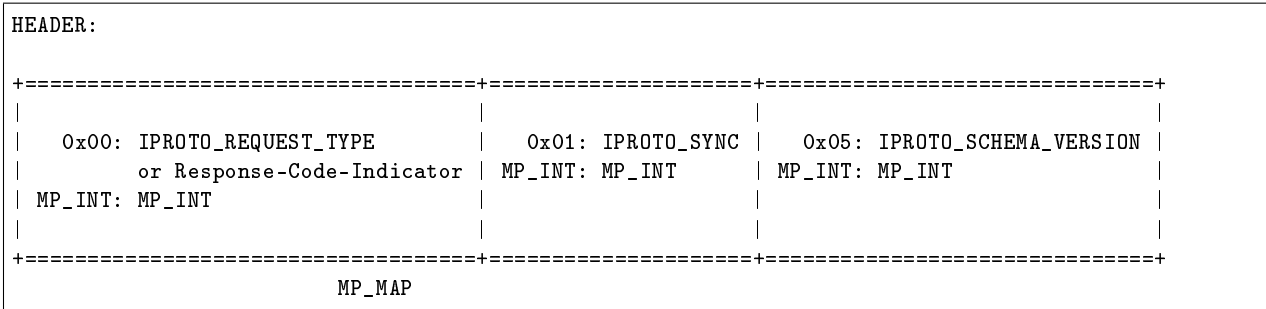 HEADER:
+====================================+=====================+===============================+
|                                    |                     |                               |
|   0x00: IPROTO_REQUEST_TYPE        |   0x01: IPROTO_SYNC |   0x05: IPROTO_SCHEMA_VERSION |
|         or Response-Code-Indicator | MP_INT: MP_INT      | MP_INT: MP_INT                |
| MP_INT: MP_INT                     |                     |                               |
|                                    |                     |                               |
+====================================+=====================+===============================+
                          MP_MAP